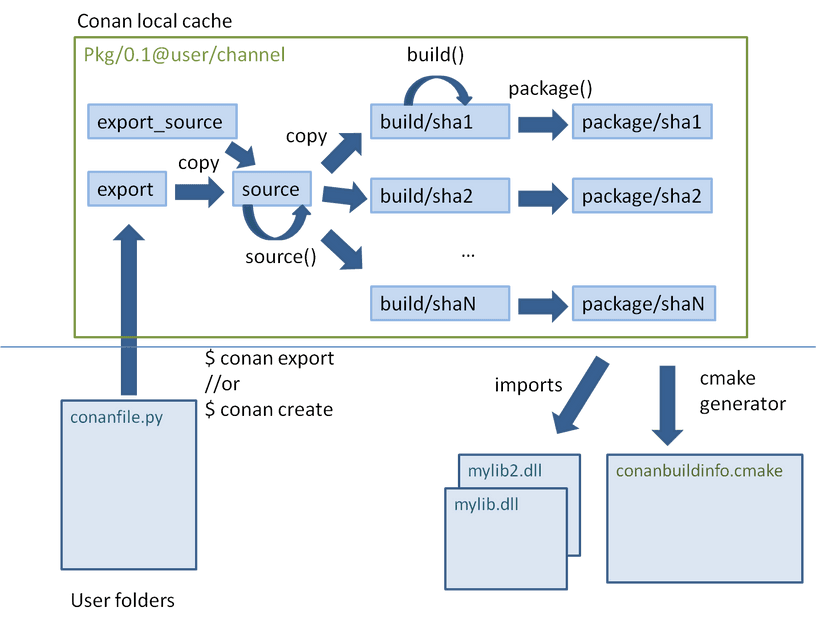 Conan local cache
Pkg/0.1@user/channel
build()
package()
export_source
copy
build/sha1
package/sha1
copy
export
source
build/sha2
package/sha2
source()
...
build/shaN
package/shaN
$ conan export
//or
$ conan create
imports
cmake
generator
conanfile.py
mylib2.dll
conanbuildinfo.cmake
mylib.dll
User folders